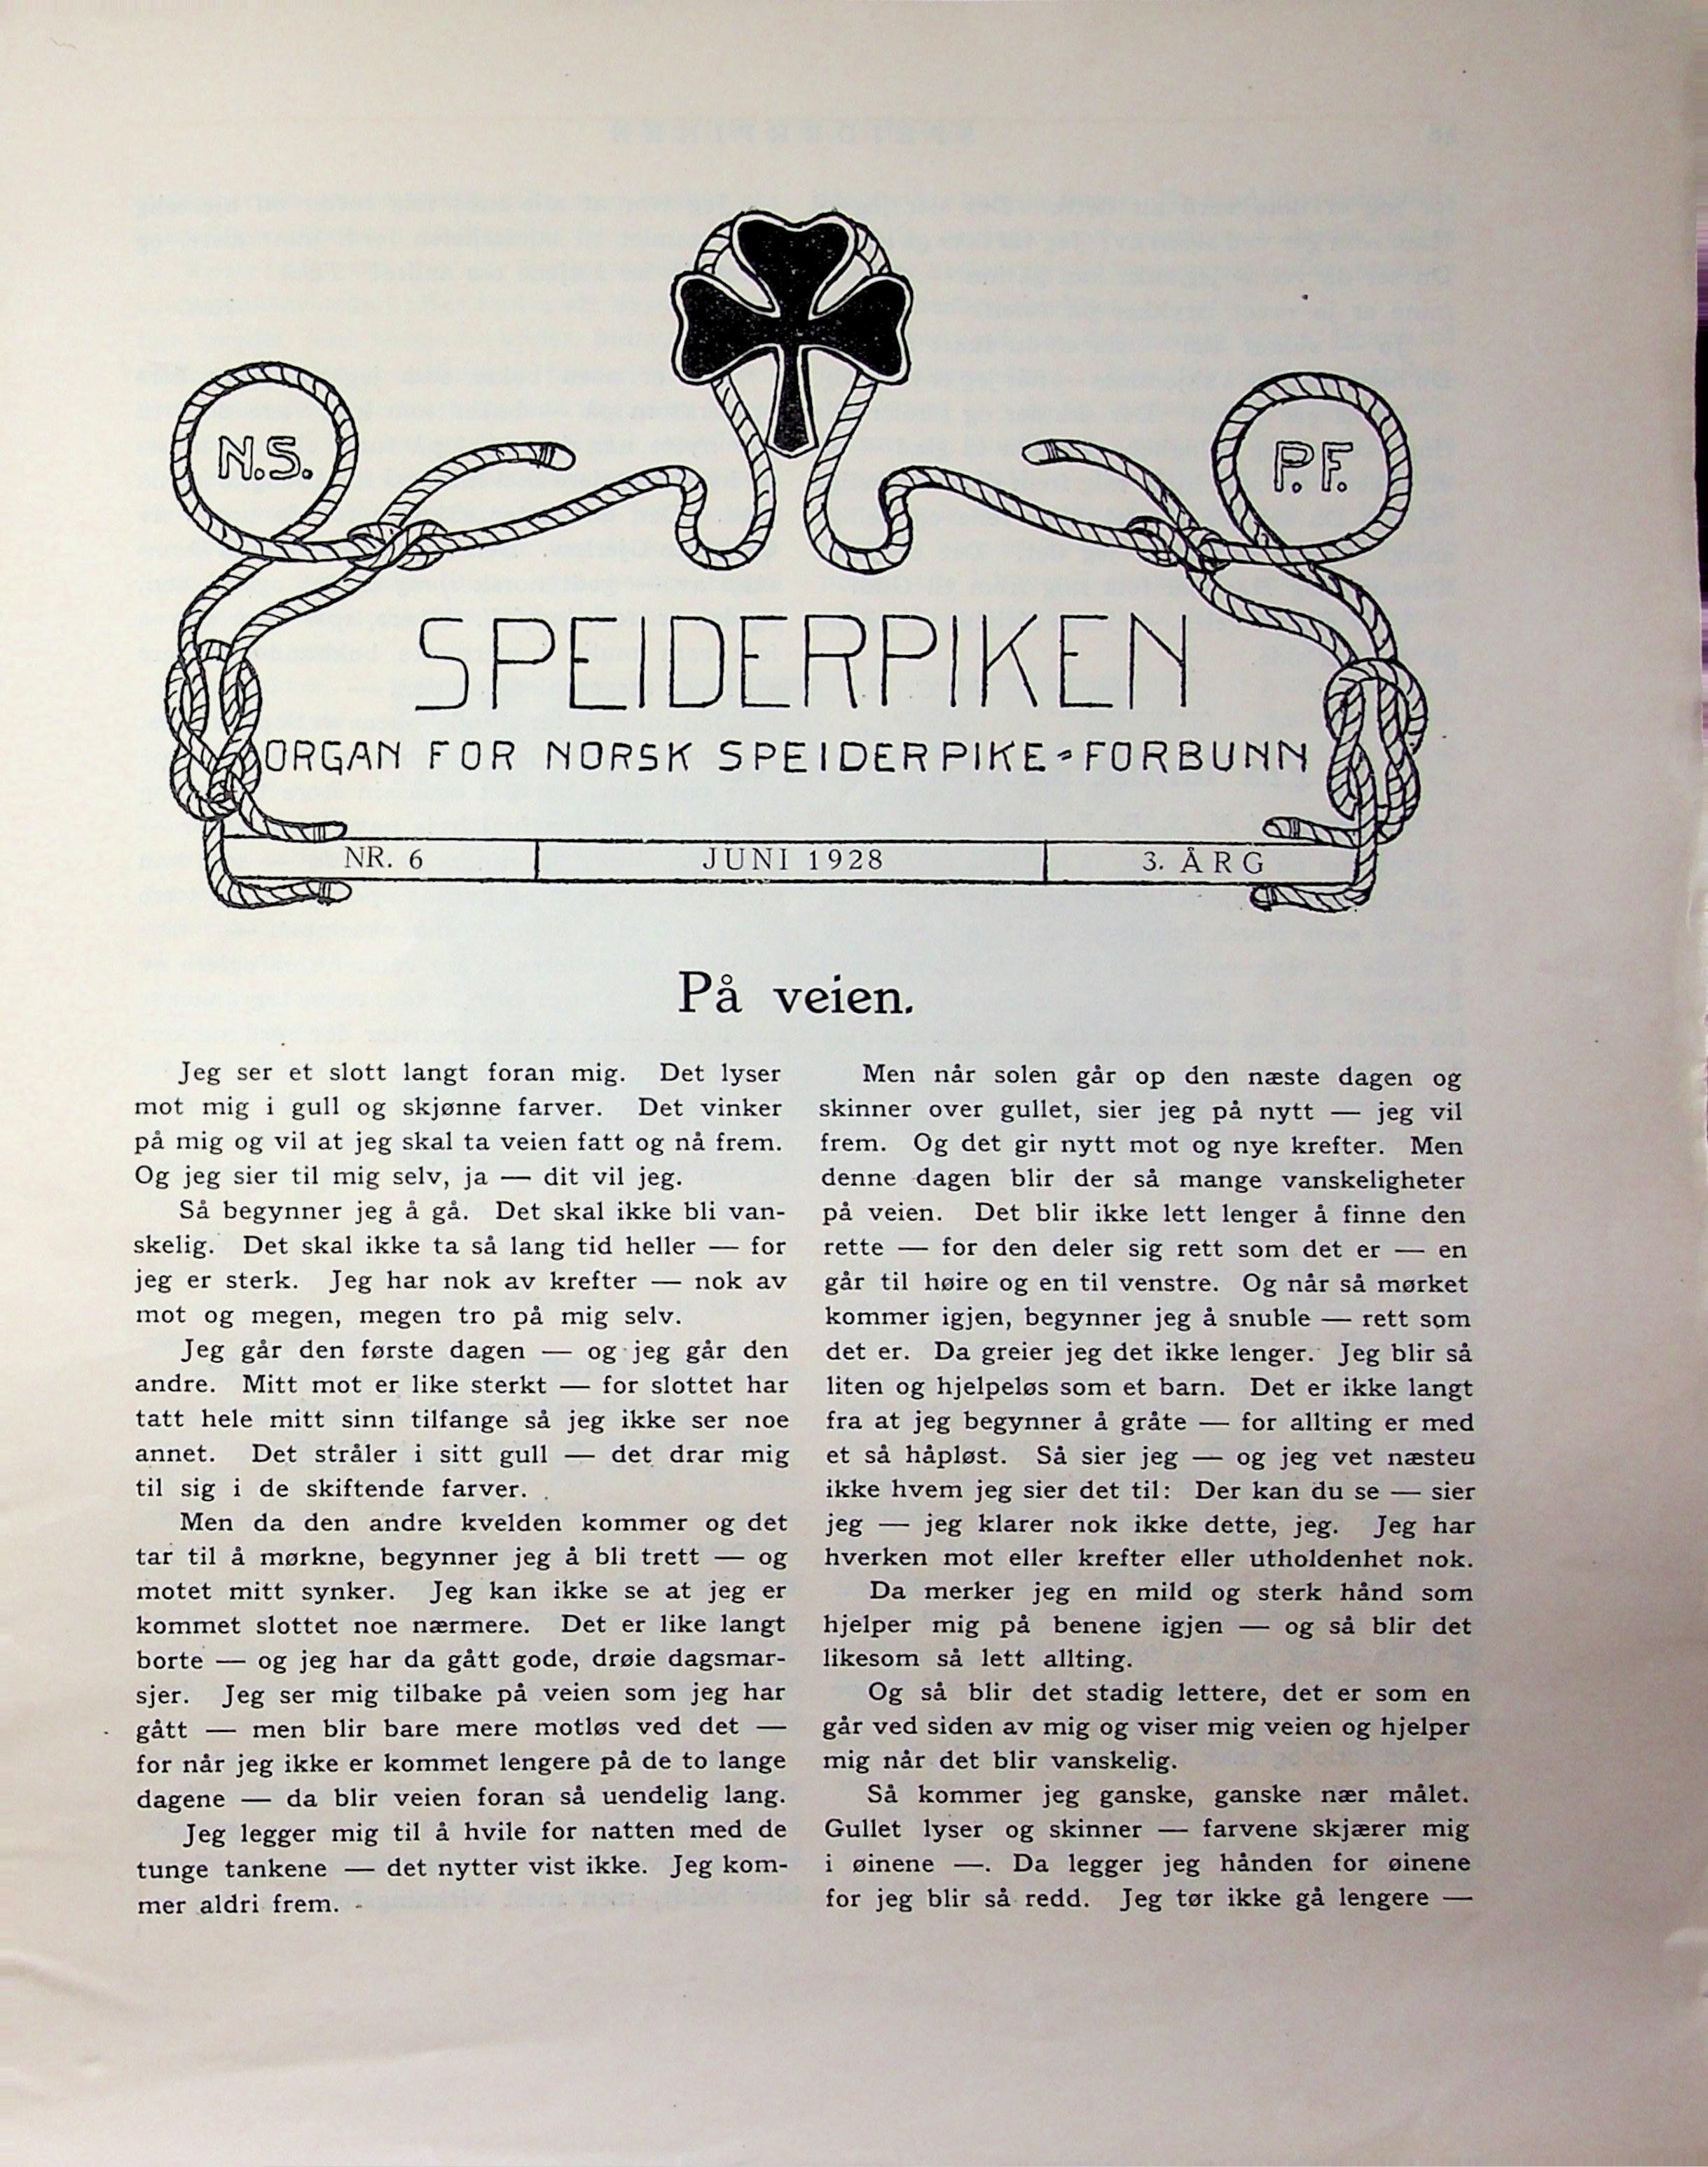 N.S.
P.F.
SPEIDERPIKEN
ORGAN FOR NORSK SPEIDERPIKE-FORBUNN
NR. 6
JUNI 1928
3. ÅRG
På veien.
Jeg ser et slott langt foran mig. Det lyser
mot mig i gull og skjønne farver. Det vinker
på mig og vil at jeg skal ta veien fatt og nå frem.
Og jeg sier til mig selv, ja — dit vil jeg.
Så begynner jeg å gå. Det skal ikke bli van-
skelig. Det skal ikke ta så lang tid heller — for
jeg er sterk. Jeg har nok av krefter — nok av
mot og megen, megen tro på mig selv.
Jeg går den første dagen — og jeg går den
andre. Mitt mot er like sterkt — for slottet har
tatt hele mitt sinn tilfange så jeg ikke ser noe
annet. Det stråler i sitt gull — det drar mig
til sig i de skiftende farver.
Men da den andre kvelden kommer og det
tar til å mørkne, begynner jeg å bli trett — og
motet mitt synker. Jeg kan ikke se at jeg er
kommet slottet noe nærmere. Det er like langt
borte — og jeg har da gått gode, drøie dagsmar-
sjer. Jeg ser mig tilbake på veien som jeg har
gått — men blir bare mere motløs ved det —
for når jeg ikke er kommet lengere på de to lange
dagene — da blir veien foran så uendelig lang.
Jeg legger mig til å hvile for natten med de
tunge tankene — det nytter vist ikke. Jeg kom-
mer aldri frem.
Men når solen går op den næste dagen og
skinner over gullet, sier jeg på nytt — jeg vil
frem. Og det gir nytt mot og nye krefter. Men
denne dagen blir der så mange vanskeligheter
på veien. Det blir ikke lett lenger å finne den
rette — for den deler sig rett som det er — en
går til høire og en til venstre. Og når så mørket
kommer igjen, begynner jeg å snuble — rett som
det er. Da greier jeg det ikke lenger. Jeg blir så
liten og hjelpeløs som et barn. Det er ikke langt
fra at jeg begynner å gråte — for allting er med
et så håpløst. Så sier jeg — og jeg vet næsteu
ikke hvem jeg sier det til: Der kan du se — sier
jeg — jeg klarer nok ikke dette, jeg. Jeg har
hverken mot eller krefter eller utholdenhet nok.
Da merker jeg en mild og sterk hånd som
hjelper mig på benene igjen — og så blir det
likesom så lett allting.
Og så blir det stadig lettere, det er som en
går ved siden av mig og viser mig veien og hjelper
mig når det blir vanskelig.
Så kommer jeg ganske, ganske nær målet.
Gullet lyser og skinner — farvene skjærer mig
i øinene —. Da legger jeg hånden for øinene
for jeg blir så redd. Jeg tør ikke gå lengere —